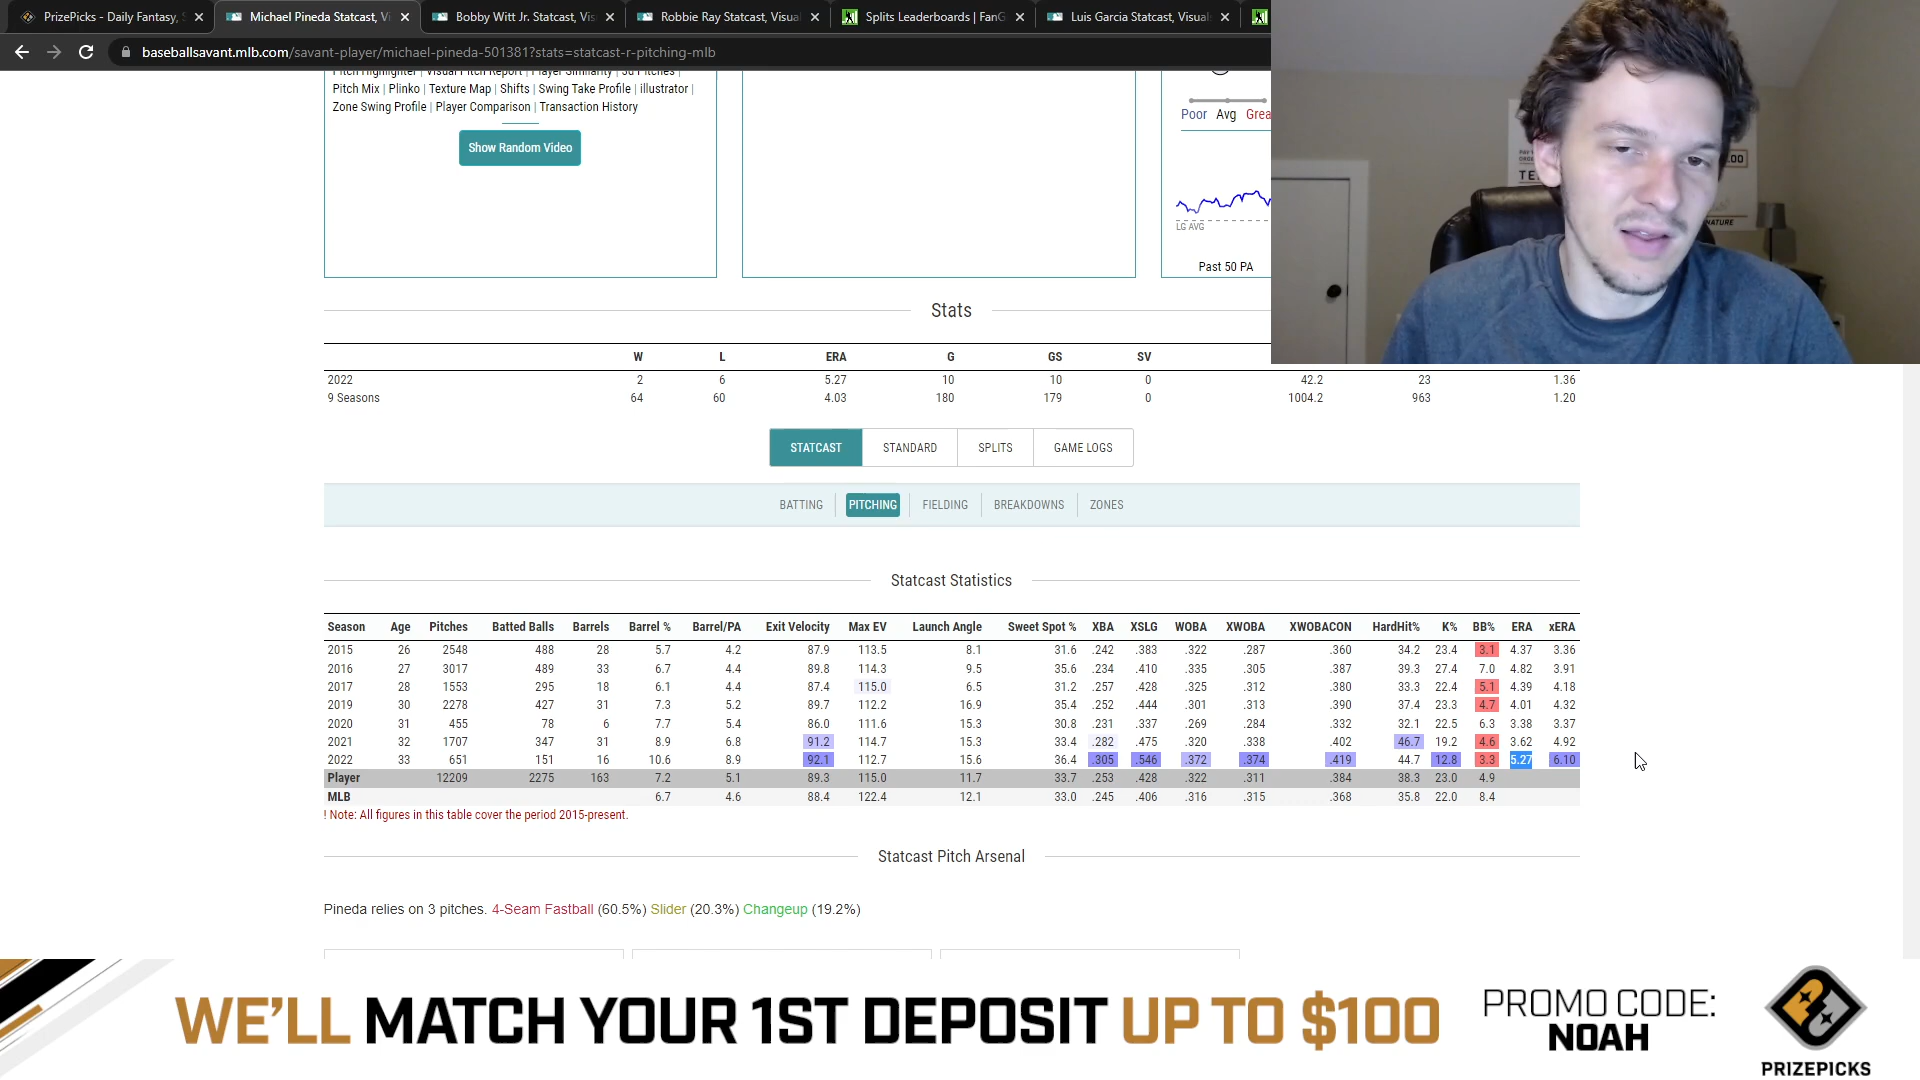 PrizePicks - Daily Fantasy, S
Michael Pineda Statcast, Vi
Bobby Witt Jr. Statcast, Vis
Robbie Ray Statcast, Visual
Splits Leaderboards | FanG
Luis Garcia Statcast, Visuals
baseballsavant.mlb.com/savant-player/michael-pineda-501381?stats=statcast-r-pitching-mlb
Pitch Highlighter | Visual Pitch Report | Player Similarity | 3d Pitches |
Pitch Mix | Plinko | Texture Map | Shifts | Swing Take Profile | illustrator |
Zone Swing Profile | Player Comparison | Transaction History
Show Random Video
Poor Avg Grea
LG AVG
Past 50 PA
Stats
W L ERA G GS SV
2022 2 6 5.27 10 10 0 42.2 23 1.36
9 Seasons 64 60 4.03 180 179 0 1004.2 963 1.20
STATCAST STANDARD SPLITS GAME LOGS
BATTING PITCHING FIELDING BREAKDOWNS ZONES
Statcast Statistics
Season Age Pitches Batted Balls Barrels Barrel % Barrel/PA Exit Velocity Max EV Launch Angle Sweet Spot % XBA XSLG WOBA XWOBA XWOBACON HardHit% K% BB% ERA xERA
2015 26 2548 488 28 5.7 4.2 87.9 113.5 8.1 31.6 .242 .383 .322 .287 .360 34.2 23.4 3.1 4.37 3.36
2016 27 3017 489 33 6.7 4.4 89.8 114.3 9.5 35.6 .234 .410 .335 .305 .387 39.3 27.4 7.0 4.82 3.91
2017 28 1553 295 18 6.1 4.4 87.4 115.0 6.5 31.2 .257 .428 .325 .312 .380 33.3 22.4 5.1 4.39 4.18
2019 30 2278 427 31 7.3 5.2 89.7 112.2 16.9 35.4 .252 .444 .301 .313 .390 37.4 23.3 4.7 4.01 4.32
2020 31 455 78 6 7.7 5.4 86.0 111.6 15.3 30.8 .231 .337 .269 .284 .332 32.1 22.5 6.3 3.38 3.37
2021 32 1707 347 31 8.9 6.8 91.2 114.7 15.3 33.4 .282 .475 .320 .338 .402 46.7 19.2 4.6 3.62 4.92
2022 33 651 151 16 10.6 8.9 92.1 112.7 15.6 36.4 .305 .546 .372 .374 .419 44.7 12.8 3.3 5.27 6.10
Player 12209 2275 163 7.2 5.1 89.3 115.0 11.7 33.7 .253 .428 .322 .311 .384 38.3 23.0 4.9
MLB 6.7 4.6 88.4 122.4 12.1 33.0 .245 .406 .316 .315 .368 35.8 22.0 8.4
! Note: All figures in this table cover the period 2015-present.
Statcast Pitch Arsenal
Pineda relies on 3 pitches. 4-Seam Fastball (60.5%) Slider (20.3%) Changeup (19.2%)
WE'LL MATCH YOUR 1ST DEPOSIT UP TO $100
PROMO CODE:
NOAH
PRIZEPICKS